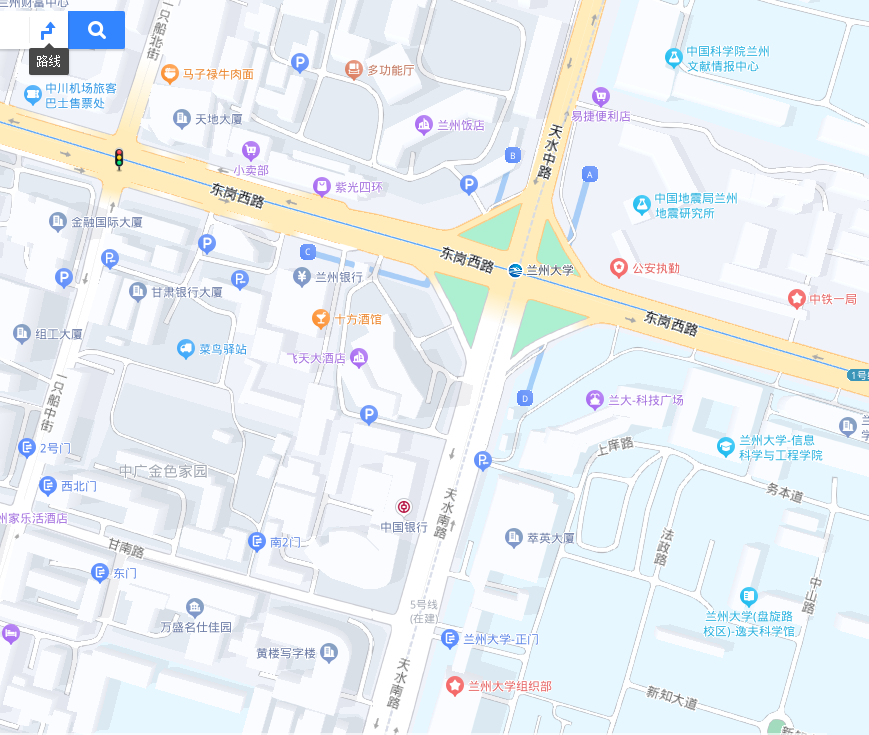 兰州财富中心
一只船北街
路线
中川机场旅客
巴士售票处
马子禄牛肉面
P
多功能厅
中国科学院兰州
文献情报中心
易捷便利店
天地大厦
兰州饭店
天水中路
B
小卖部
A
P
紫光四环
东岗西路
中国地震局兰州
地震研究所
金融国际大厦
P
C
东岗西路
兰州大学
公安执勤
P
兰州银行
P
P
甘肃银行大厦
中铁一局
十方酒馆
东岗西路
组工大厦
菜鸟驿站
飞天大酒店
1号
一只船中街
D
兰大-科技广场
P
2号门
上庠路
兰州大学-信息
科学与工程学院
中广金色家园
P
西北门
务本道
州家乐活酒店
中国银行
天水南路
甘南路
南2门
萃英大厦
法政路
东门
中山路
万盛名仕佳园
5号线
(在建)
兰州大学(盘旋路
校区)-逸夫科学馆
黄楼写字楼
兰州大学-正门
天水南路
兰州大学组织部
新知大道